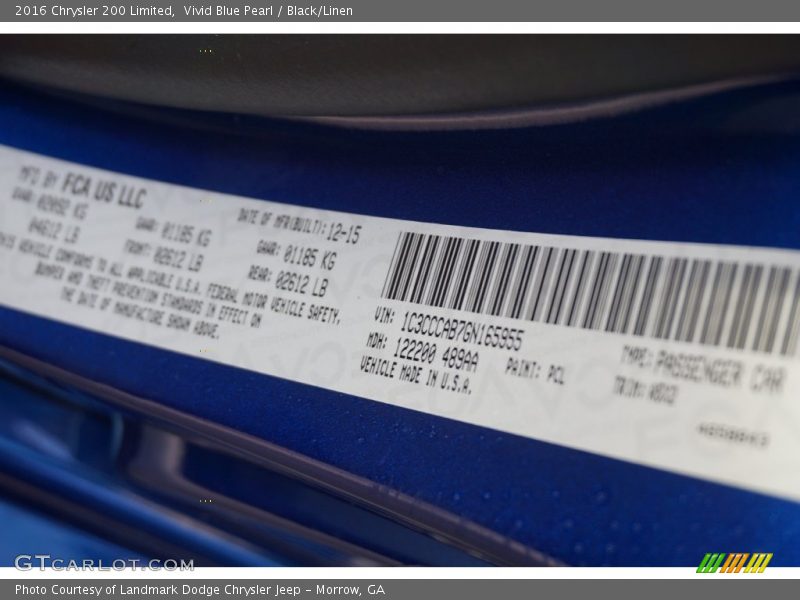 2016 Chrysler 200 Limited,  Vivid Blue Pearl / Black/Linen
MFD BY FCA US LLC
DATE OF MFR(BUILT): 12-15
GAWR: 01185 KG
02612 LB
GAWR: 01185 KG
REAR: 02612 LB
04612 LB
THIS VEHICLE CONFORMS TO ALL APPLICABLE U.S.A. FEDERAL MOTOR VEHICLE SAFETY,
BUMPER AND THEFT PREVENTION STANDARDS IN EFFECT ON
THE DATE OF MANUFACTURE SHOWN ABOVE.
VIN: 1C3CCCAB7GN165955
MDH: 122200 489AA
PAINT: PCL
VEHICLE MADE IN U.S.A.
TYPE: PASSENGER CAR
TRIM:
GTCARLOT.COM
Photo Courtesy of Landmark Dodge Chrysler Jeep - Morrow, GA